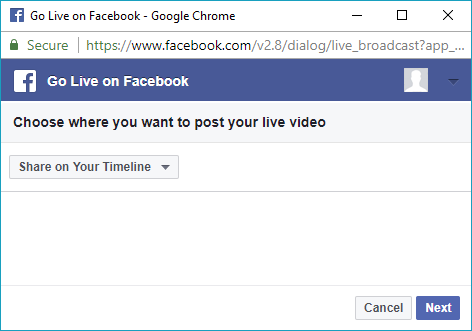 Go Live on Facebook - Google Chrome
Secure | https://www.facebook.com/v2.8/dialog/live_broadcast?app_...
Go Live on Facebook
Choose where you want to post your live video
Share on Your Timeline
Cancel Next